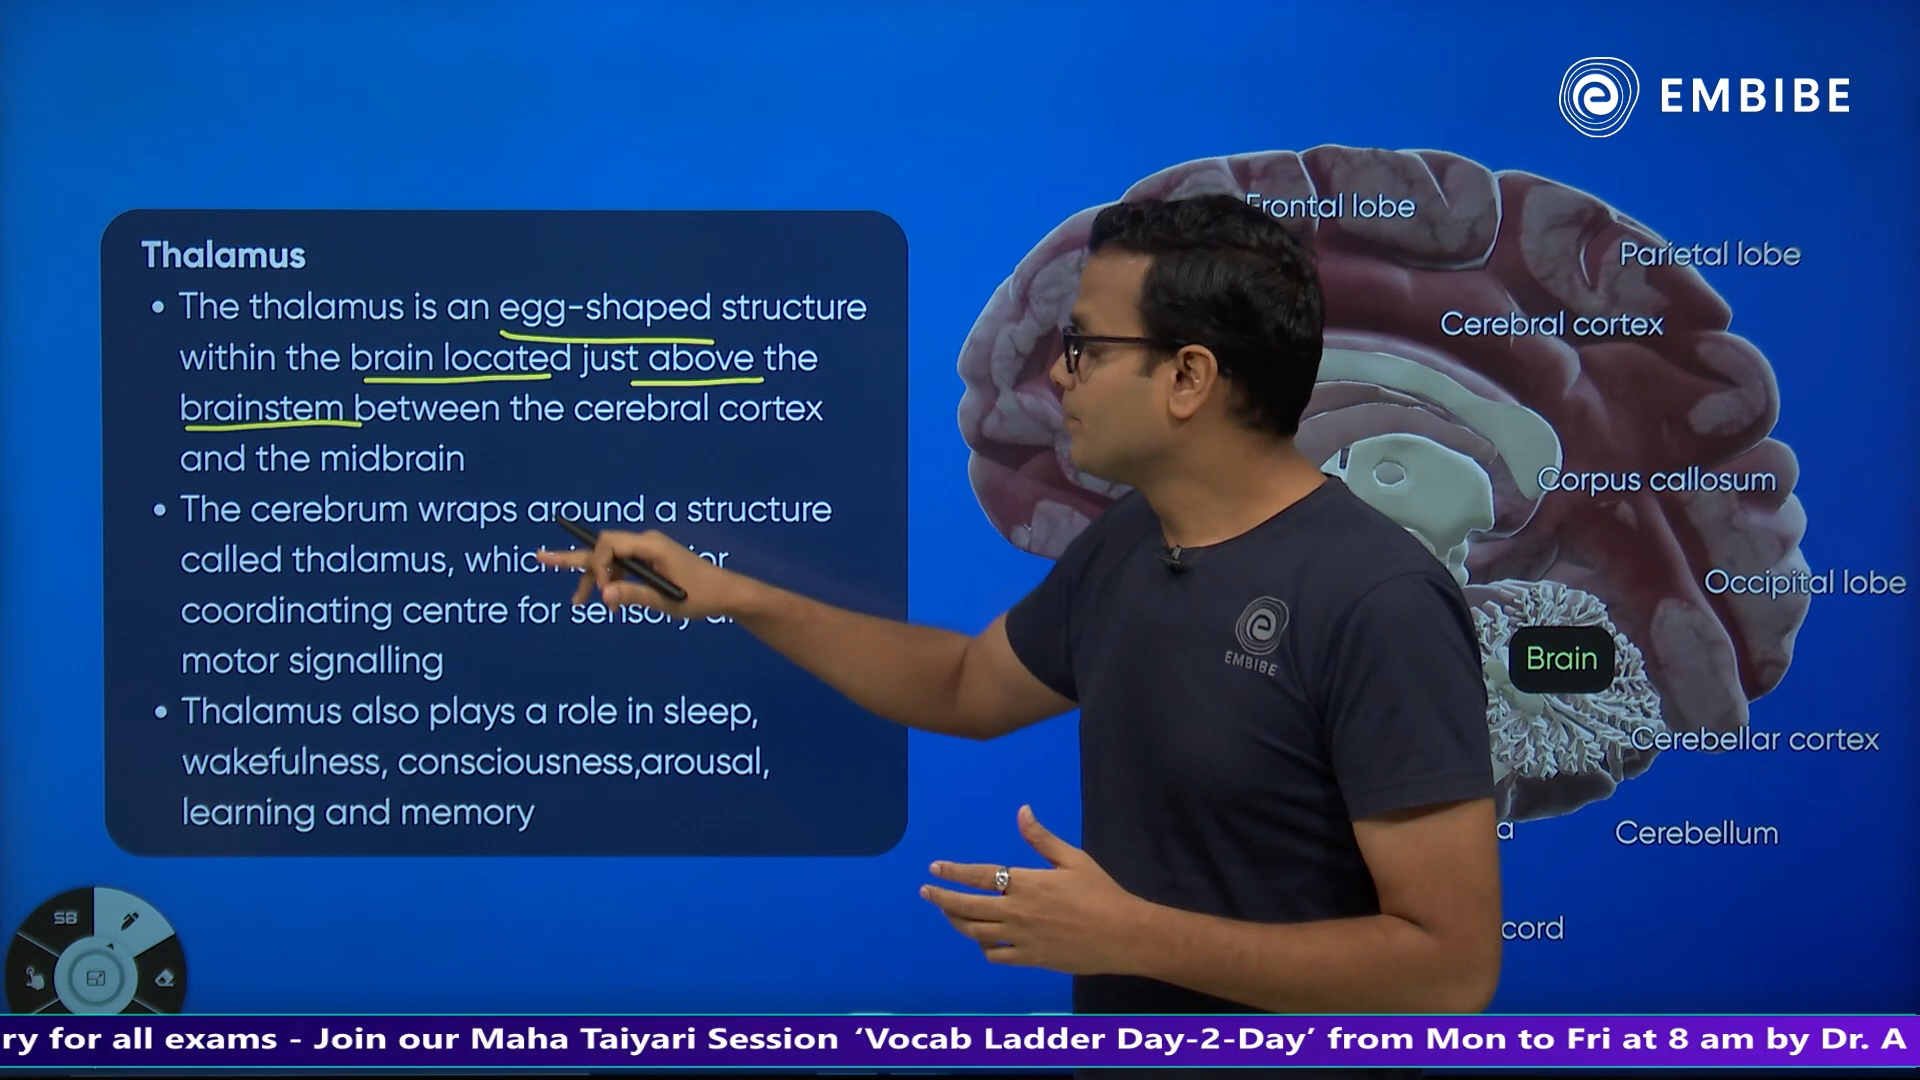 EMBIBE
Thalamus
• The thalamus is an egg-shaped structure
within the brain located just above the
brainstem between the cerebral cortex
and the midbrain
• The cerebrum wraps around a structure
called thalamus, which
coordinating centre for sensory
motor signalling
• Thalamus also plays a role in sleep,
wakefulness, consciousness,arousal,
learning and memory
Frontal lobe
Parietal lobe
Cerebral cortex
Corpus callosum
Occipital lobe
Brain
Cerebellar cortex
Cerebellum
cord
EMBIBE
SB
ry for all exams - Join our Maha Taiyari Session ‘Vocab Ladder Day-2-Day’ from Mon to Fri at 8 am by Dr. A